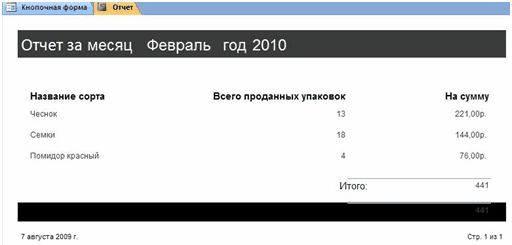 Кнопочная форма Отчет
Отчет за месяц Февраль год 2010
Название сорта Всего проданных упаковок На сумму
Чеснок 13 221,00р.
Семки 18 144,00р.
Помидор красный 4 76,00р.
Итого: 441
441
7 августа 2009 г. Стр. 1 из 1